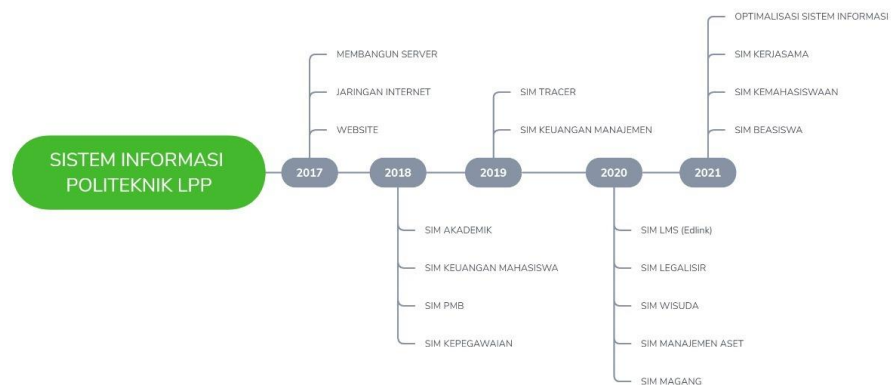 SISTEM INFORMASI
POLITEKNIK LPP
2017
MEMBANGUN SERVER
JARINGAN INTERNET
WEBSITE
2018
SIM AKADEMIK
SIM KEUANGAN MAHASISWA
SIM PMB
SIM KEPEGAWAIAN
2019
SIM TRACER
SIM KEUANGAN MANAJEMEN
2020
SIM LMS (Edlink)
SIM LEGALISIR
SIM WISUDA
SIM MANAJEMEN ASET
SIM MAGANG
2021
OPTIMALISASI SISTEM INFORMASI
SIM KERJASAMA
SIM KEMAHASISWAAN
SIM BEASISWA